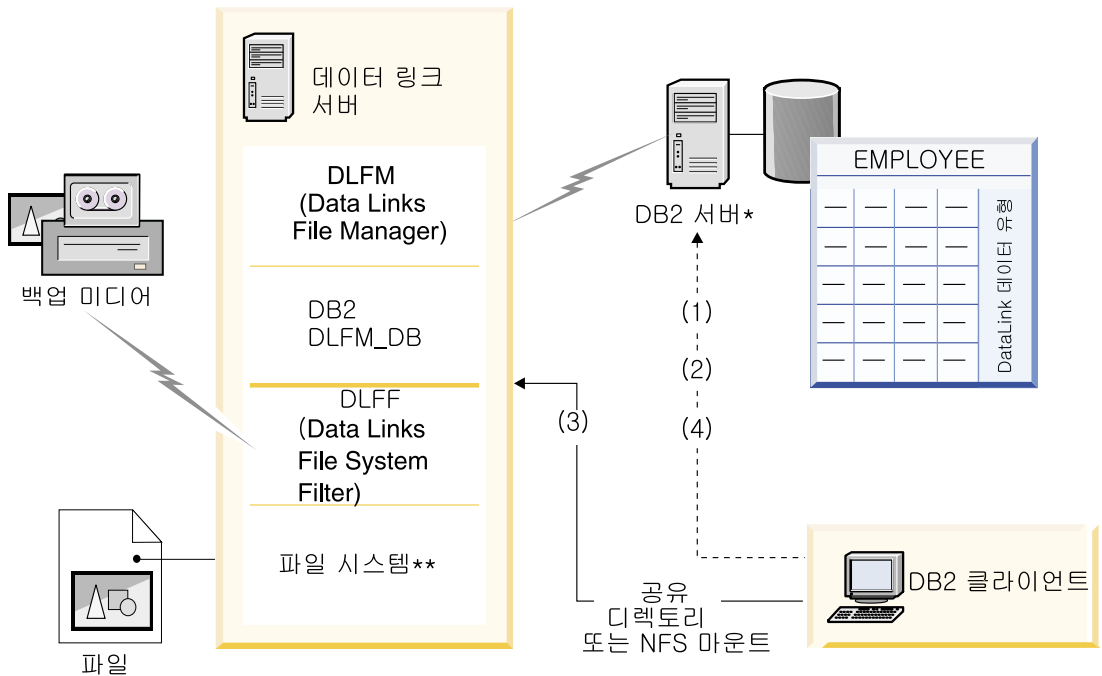 데이터 링크
서버
DLFM
(Data Links
File Manager)
DB2
DLFM_DB
DLFF
(Data Links
File System
Filter)
파일 시스템**
백업 미디어
파일
DB2 서버*
EMPLOYEE
DataLink 데이터 유형
(1)
(2)
(3)
(4)
공유
디렉토리
또는 NFS 마운트
DB2 클라이언트